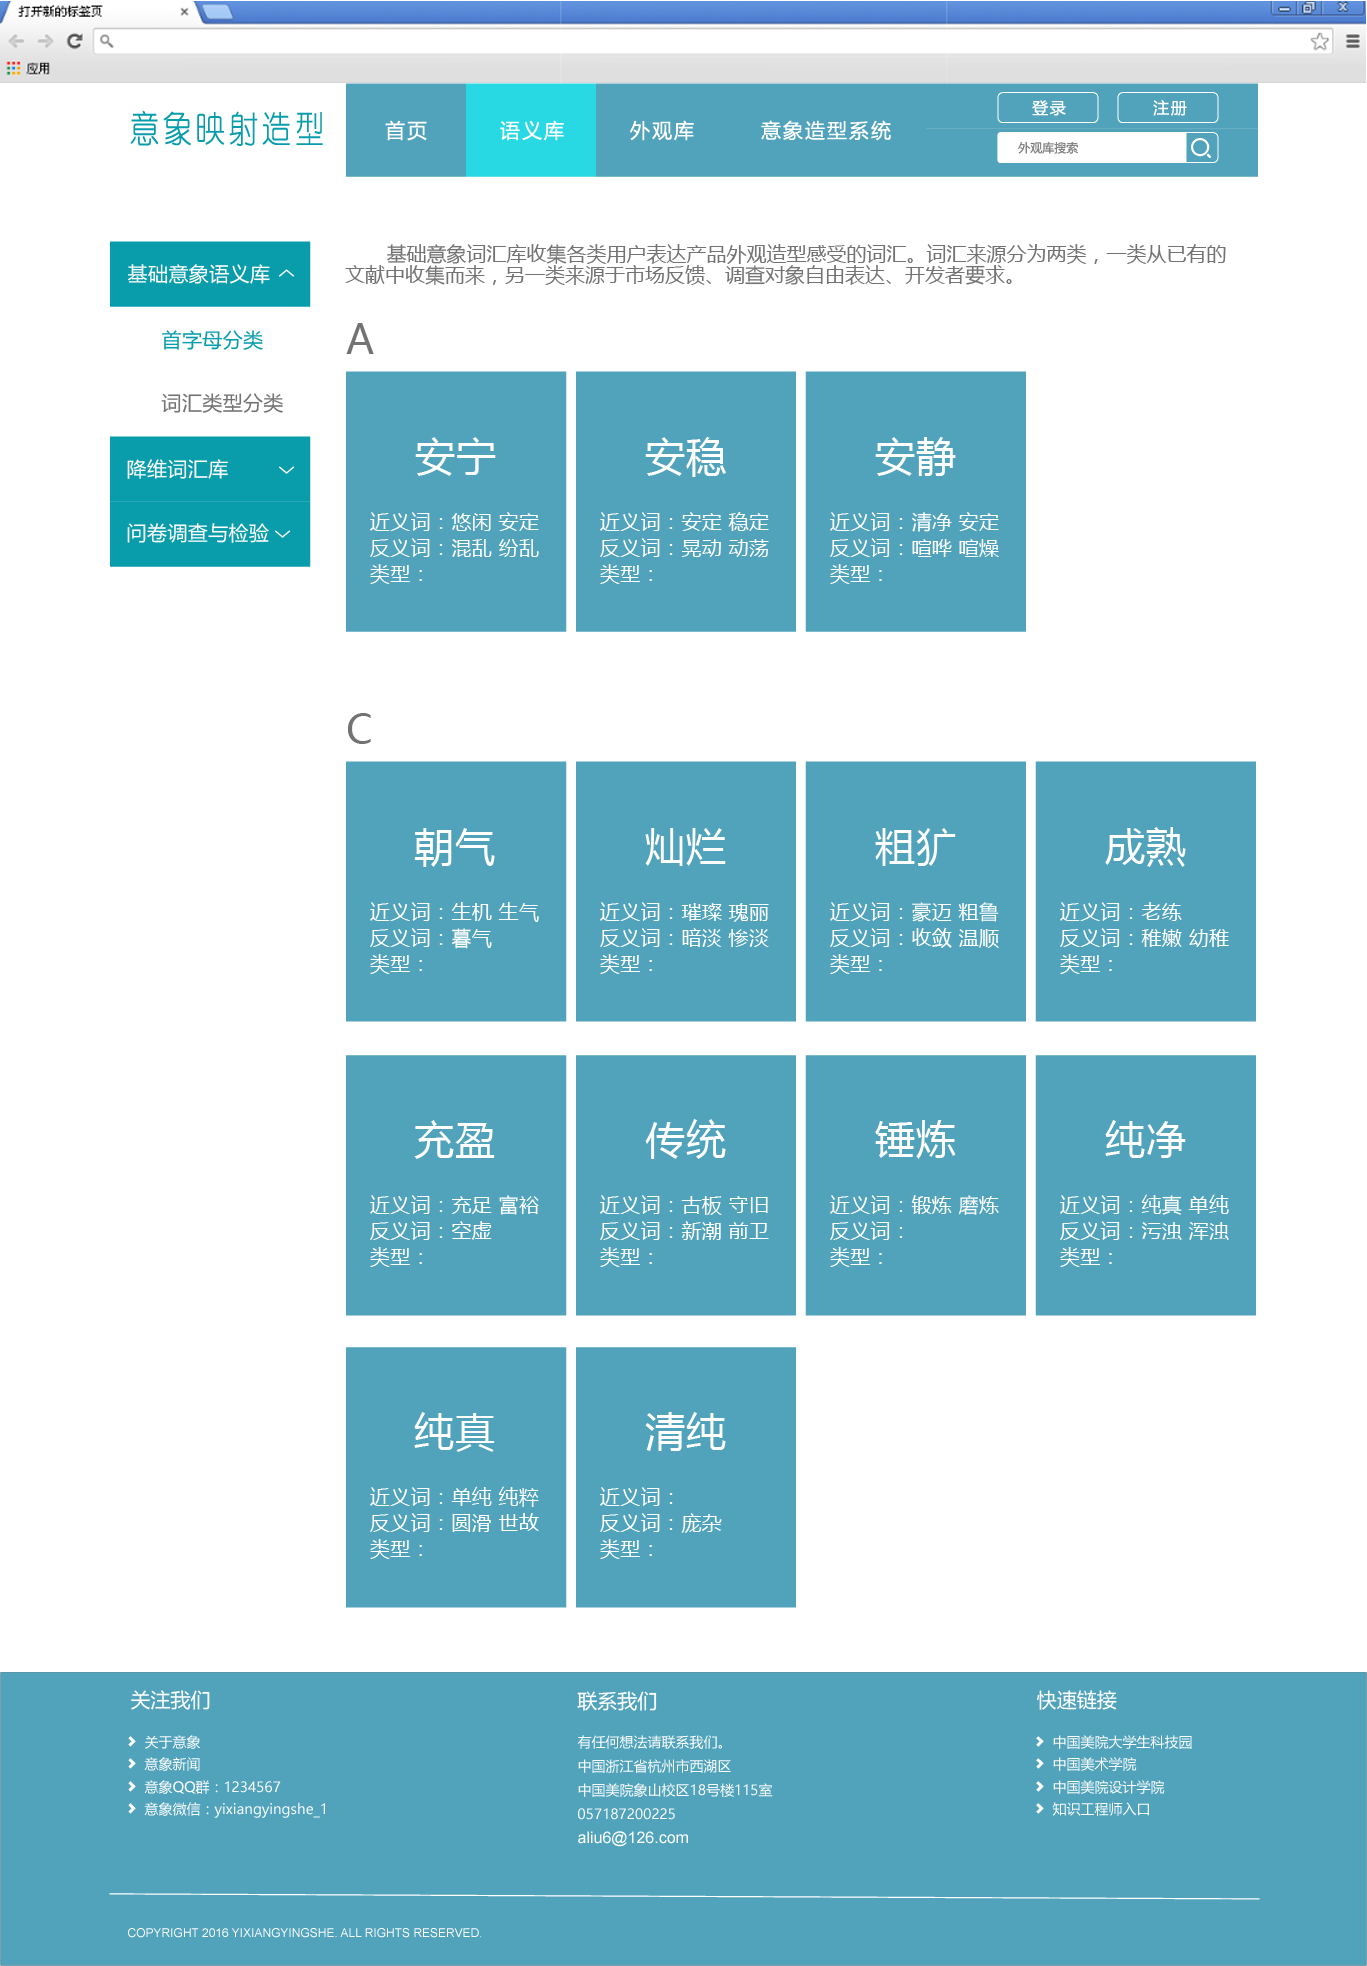 打开新的标签页
应用
意象映射造型
首页
语义库
外观库
意象造型系统
登录
注册
外观库搜索
基础意象语义库
首字母分类
词汇类型分类
降维词汇库
问卷调查与检验
基础意象词汇库收集各类用户表达产品外观造型感受的词汇。词汇来源分为两类，一类从已有的
文献中收集而来，另一类来源于市场反馈、调查对象自由表达、开发者要求。
A
安宁
近义词：悠闲 安定
反义词：混乱 纷乱
类型：
安稳
近义词：安定 稳定
反义词：晃动 动荡
类型：
安静
近义词：清净 安定
反义词：喧哗 喧燥
类型：
C
朝气
近义词：生机 生气
反义词：暮气
类型：
灿烂
近义词：璀璨 瑰丽
反义词：暗淡 惨淡
类型：
粗犷
近义词：豪迈 粗鲁
反义词：收敛 温顺
类型：
成熟
近义词：老练
反义词：稚嫩 幼稚
类型：
充盈
近义词：充足 富裕
反义词：空虚
类型：
传统
近义词：古板 守旧
反义词：新潮 前卫
类型：
锤炼
近义词：锻炼 磨炼
反义词：
类型：
纯净
近义词：纯真 单纯
反义词：污浊 浑浊
类型：
纯真
近义词：单纯 纯粹
反义词：圆滑 世故
类型：
清纯
近义词：
反义词：庞杂
类型：
关注我们
关于意象
意象新闻
意象QQ群：1234567
意象微信：yixiangyingshe_1
联系我们
有任何想法请联系我们。
中国浙江省杭州市西湖区
中国美院象山校区18号楼115室
057187200225
aliu6@126.com
快速链接
中国美院大学生科技园
中国美术学院
中国美院设计学院
知识工程师入口
COPYRIGHT 2016 YIXIANGYINGSHE. ALL RIGHTS RESERVED.